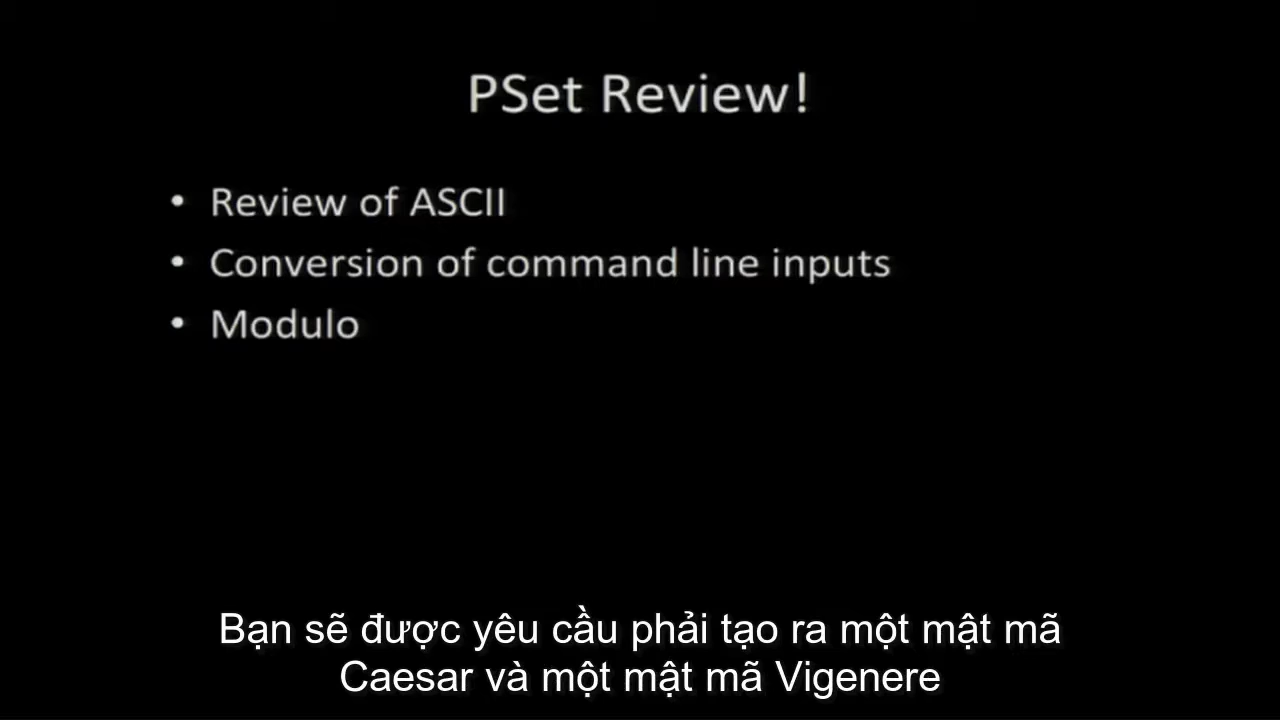 PSet Review!
• Review of ASCII
• Conversion of command line inputs
• Modulo
Bạn sẽ được yêu cầu phải tạo ra một mật mã
Caesar và một mật mã Vigenere